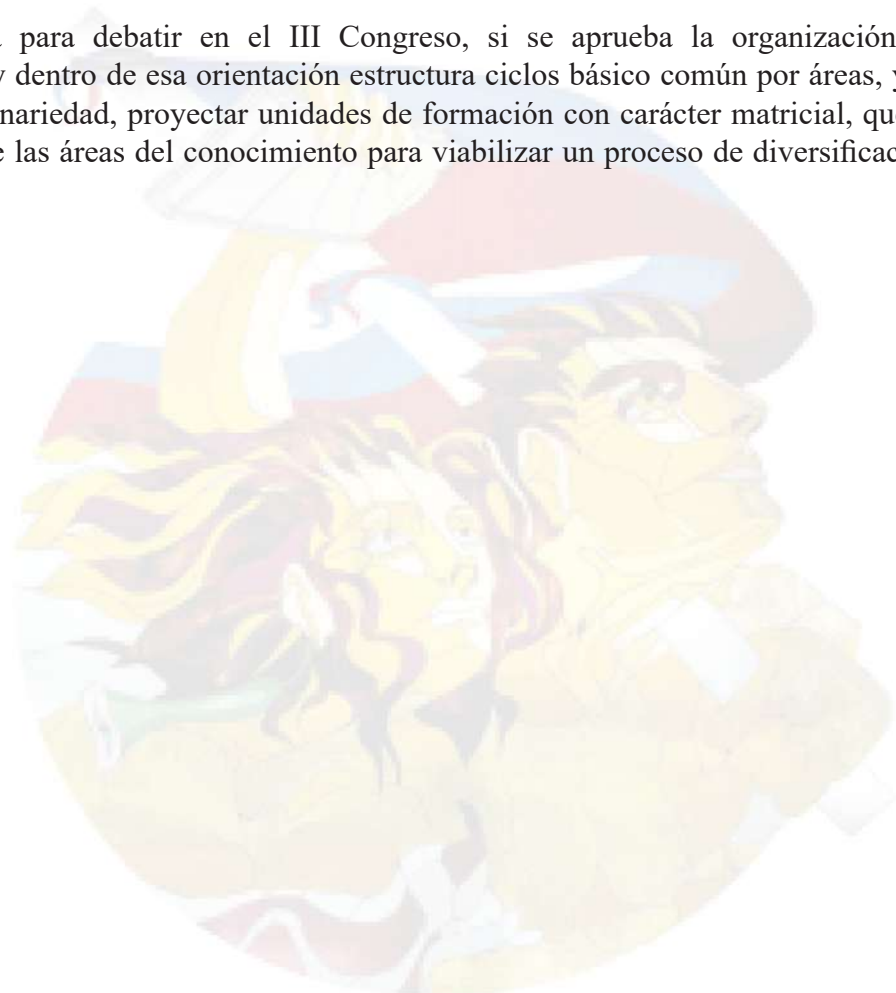 para debatir en el III Congreso, si se aprueba la organización
dentro de esa orientación estructura ciclos básico común por áreas, y
nariedad, proyectar unidades de formación con carácter matricial, que
las áreas del conocimiento para viabilizar un proceso de diversificac